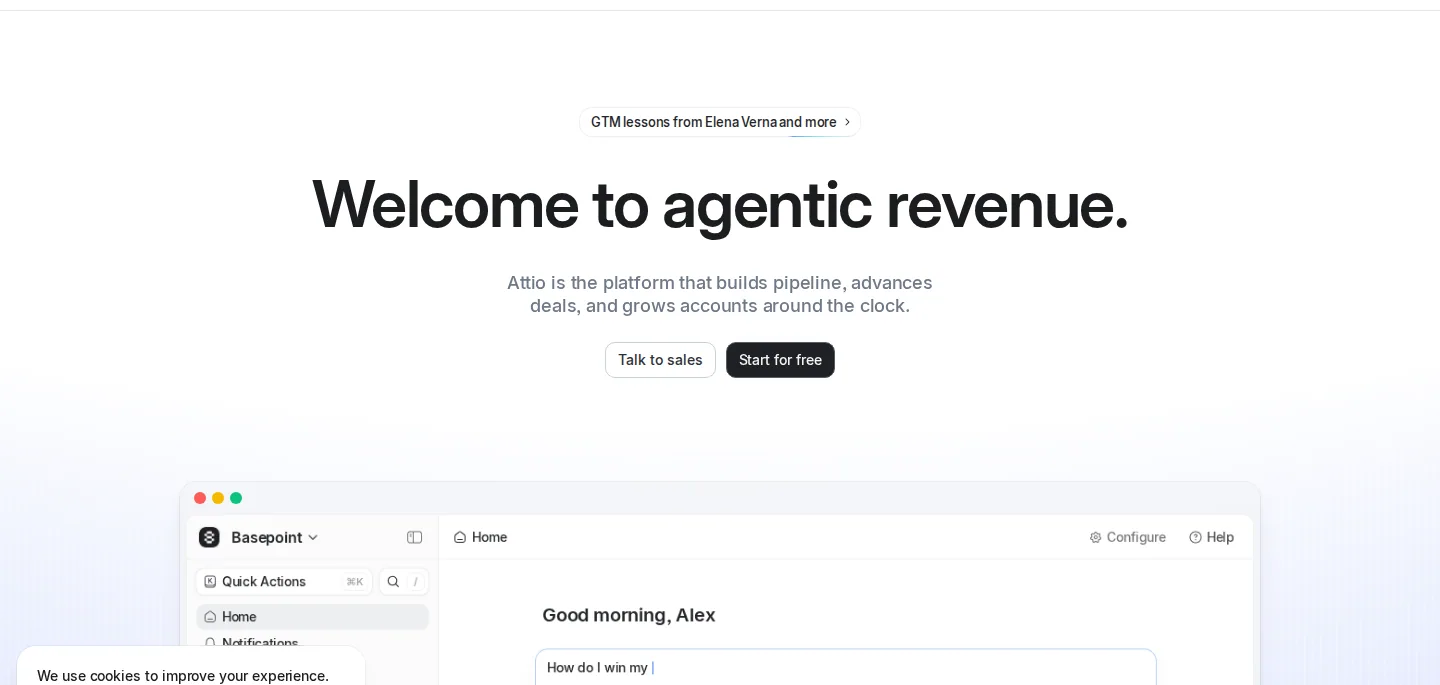 GTM lessons from Elena Verna and more
Welcome to agentic revenue.
Attio is the platform that builds pipeline, advances
deals, and grows accounts around the clock.
Talk to sales
Start for free
Basepoint
Home
Configure
Help
Quick Actions
⌘K
/
Home
Good morning, Alex
Notifications
How do I win my
We use cookies to improve your experience.